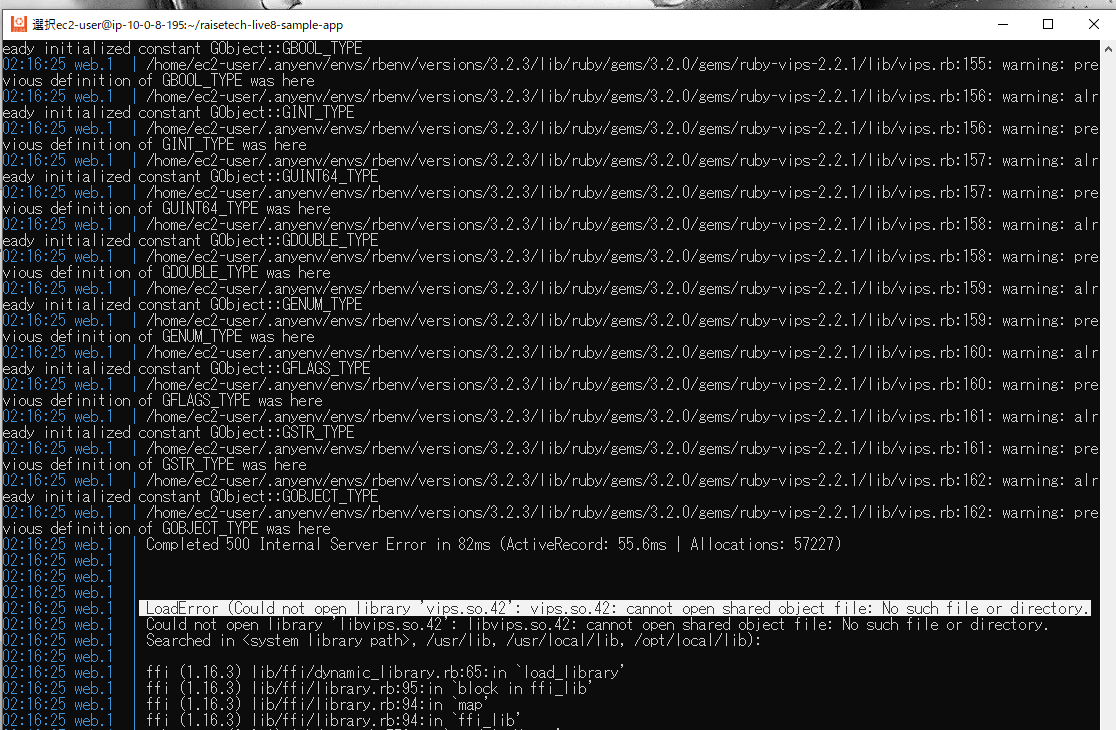 選択ec2-user@ip-10-0-8-195:~/raisetech-live8-sample-app
eady initialized constant GObject::GBOOL_TYPE
02:16:25 web.1 | /home/ec2-user/.anyenv/envs/rbenv/versions/3.2.3/lib/ruby/gems/3.2.0/gems/ruby-vips-2.2.1/lib/vips.rb:155: warning: pre
vious definition of GBOOL_TYPE was here
02:16:25 web.1 | /home/ec2-user/.anyenv/envs/rbenv/versions/3.2.3/lib/ruby/gems/3.2.0/gems/ruby-vips-2.2.1/lib/vips.rb:156: warning: alr
eady initialized constant GObject::GINT_TYPE
02:16:25 web.1 | /home/ec2-user/.anyenv/envs/rbenv/versions/3.2.3/lib/ruby/gems/3.2.0/gems/ruby-vips-2.2.1/lib/vips.rb:156: warning: pre
vious definition of GINT_TYPE was here
02:16:25 web.1 | /home/ec2-user/.anyenv/envs/rbenv/versions/3.2.3/lib/ruby/gems/3.2.0/gems/ruby-vips-2.2.1/lib/vips.rb:157: warning: alr
eady initialized constant GObject::GUINT64_TYPE
02:16:25 web.1 | /home/ec2-user/.anyenv/envs/rbenv/versions/3.2.3/lib/ruby/gems/3.2.0/gems/ruby-vips-2.2.1/lib/vips.rb:157: warning: pre
vious definition of GUINT64_TYPE was here
02:16:25 web.1 | /home/ec2-user/.anyenv/envs/rbenv/versions/3.2.3/lib/ruby/gems/3.2.0/gems/ruby-vips-2.2.1/lib/vips.rb:158: warning: alr
eady initialized constant GObject::GDOUBLE_TYPE
02:16:25 web.1 | /home/ec2-user/.anyenv/envs/rbenv/versions/3.2.3/lib/ruby/gems/3.2.0/gems/ruby-vips-2.2.1/lib/vips.rb:158: warning: pre
vious definition of GDOUBLE_TYPE was here
02:16:25 web.1 | /home/ec2-user/.anyenv/envs/rbenv/versions/3.2.3/lib/ruby/gems/3.2.0/gems/ruby-vips-2.2.1/lib/vips.rb:159: warning: alr
eady initialized constant GObject::GENUM_TYPE
02:16:25 web.1 | /home/ec2-user/.anyenv/envs/rbenv/versions/3.2.3/lib/ruby/gems/3.2.0/gems/ruby-vips-2.2.1/lib/vips.rb:159: warning: pre
vious definition of GENUM_TYPE was here
02:16:25 web.1 | /home/ec2-user/.anyenv/envs/rbenv/versions/3.2.3/lib/ruby/gems/3.2.0/gems/ruby-vips-2.2.1/lib/vips.rb:160: warning: alr
eady initialized constant GObject::GFLAGS_TYPE
02:16:25 web.1 | /home/ec2-user/.anyenv/envs/rbenv/versions/3.2.3/lib/ruby/gems/3.2.0/gems/ruby-vips-2.2.1/lib/vips.rb:160: warning: pre
vious definition of GFLAGS_TYPE was here
02:16:25 web.1 | /home/ec2-user/.anyenv/envs/rbenv/versions/3.2.3/lib/ruby/gems/3.2.0/gems/ruby-vips-2.2.1/lib/vips.rb:161: warning: alr
eady initialized constant GObject::GSTR_TYPE
02:16:25 web.1 | /home/ec2-user/.anyenv/envs/rbenv/versions/3.2.3/lib/ruby/gems/3.2.0/gems/ruby-vips-2.2.1/lib/vips.rb:161: warning: pre
vious definition of GSTR_TYPE was here
02:16:25 web.1 | /home/ec2-user/.anyenv/envs/rbenv/versions/3.2.3/lib/ruby/gems/3.2.0/gems/ruby-vips-2.2.1/lib/vips.rb:162: warning: alr
eady initialized constant GObject::GOBJECT_TYPE
02:16:25 web.1 | /home/ec2-user/.anyenv/envs/rbenv/versions/3.2.3/lib/ruby/gems/3.2.0/gems/ruby-vips-2.2.1/lib/vips.rb:162: warning: pre
vious definition of GOBJECT_TYPE was here
02:16:25 web.1 | Completed 500 Internal Server Error in 82ms (ActiveRecord: 55.6ms | Allocations: 57227)
02:16:25 web.1 |
02:16:25 web.1 |
02:16:25 web.1 |
02:16:25 web.1 | LoadError (Could not open library 'vips.so.42': vips.so.42: cannot open shared object file: No such file or directory.
02:16:25 web.1 | Could not open library 'libvips.so.42': libvips.so.42: cannot open shared object file: No such file or directory.
02:16:25 web.1 | Searched in <system library path>, /usr/lib, /usr/local/lib, /opt/local/lib):
02:16:25 web.1 |
02:16:25 web.1 | ffi (1.16.3) lib/ffi/dynamic_library.rb:65:in `load_library'
02:16:25 web.1 | ffi (1.16.3) lib/ffi/library.rb:95:in `block in ffi_lib'
02:16:25 web.1 | ffi (1.16.3) lib/ffi/library.rb:94:in `map'
02:16:25 web.1 | ffi (1.16.3) lib/ffi/library.rb:94:in `ffi_lib'